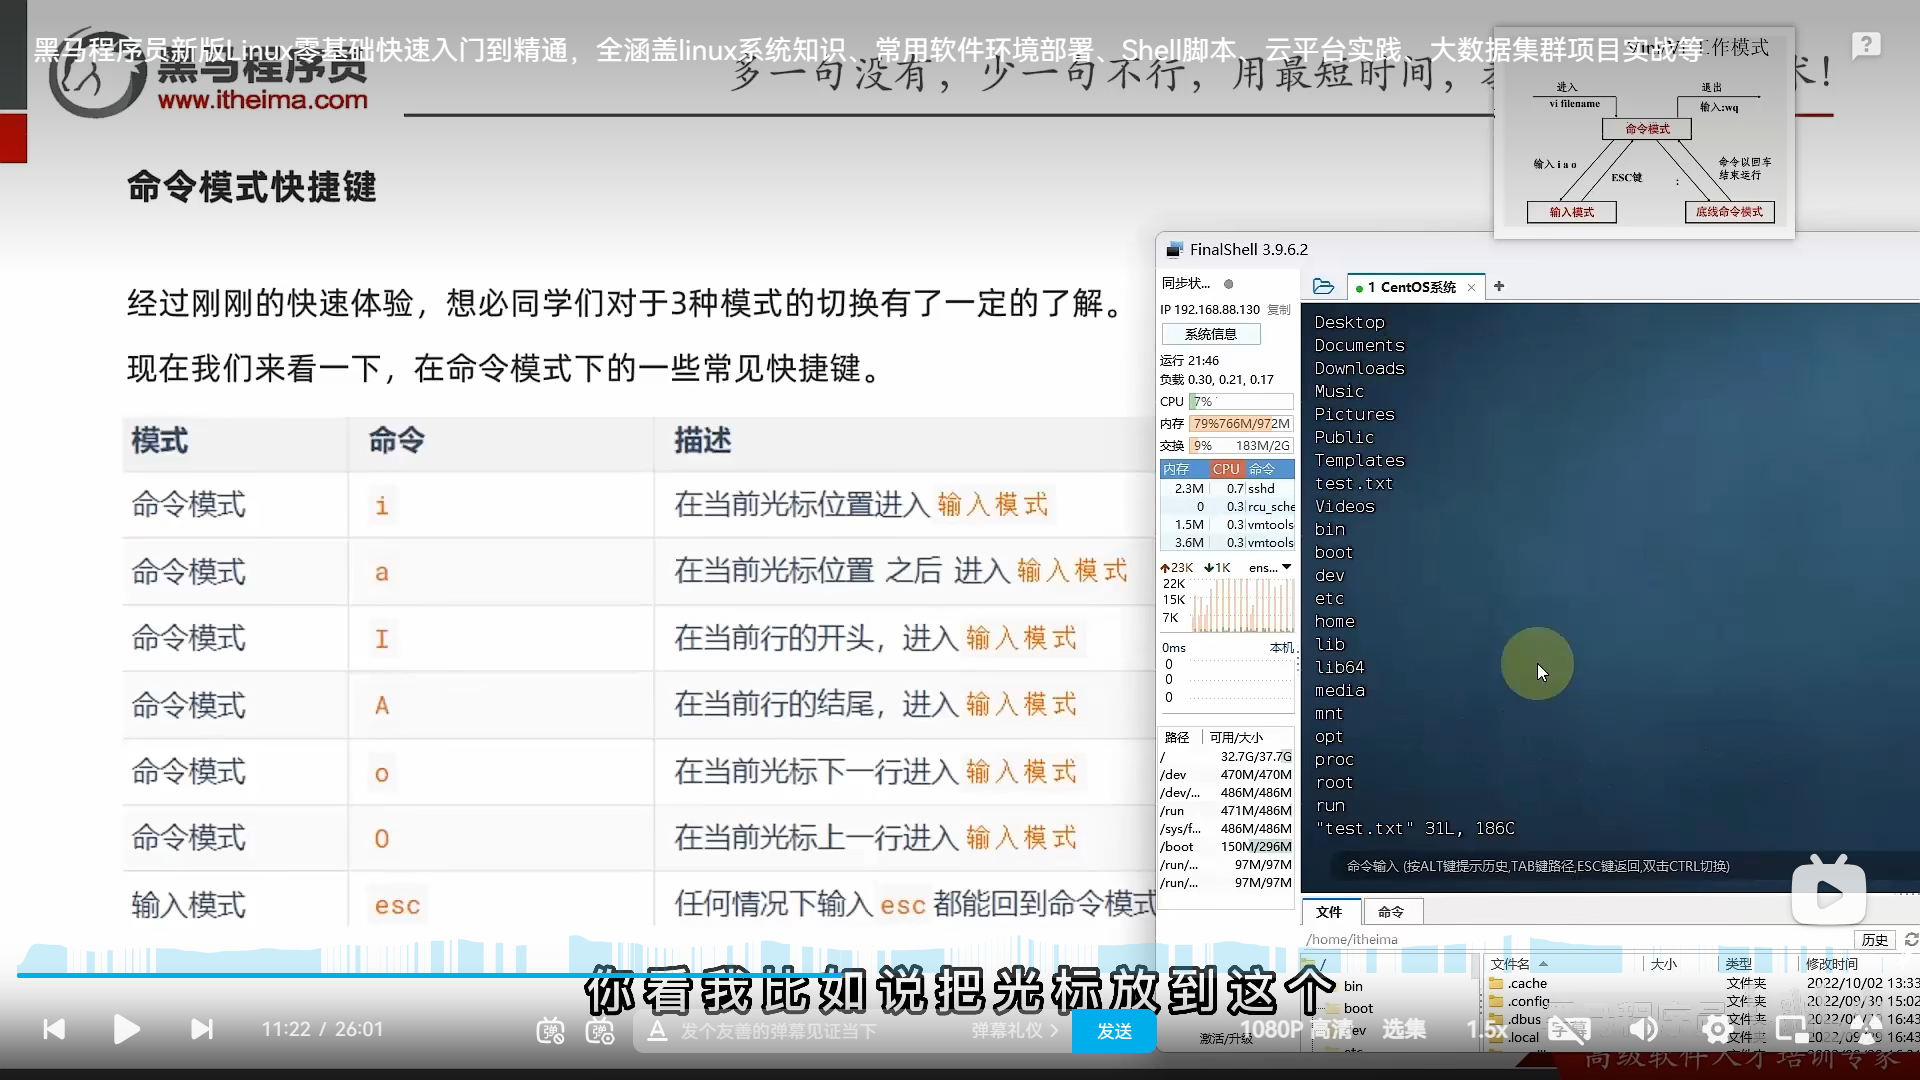 黑马程序员新版Linux零基础快速入门到精通，全涵盖linux系统知识、常用软件环境部署、Shell脚本、云平台实践、大数据集群项目实战等
黑马程序员
www.itheima.com
多一句没有，少一句不行，用最短时间，
术！
工作模式
进入
vi filename
退出
输入:wq
命令模式
输入 i a o
ESC键
:
命令以回车
结束运行
输入模式
底线命令模式
命令模式快捷键
经过刚刚的快速体验，想必同学们对于3种模式的切换有了一定的了解。
现在我们来看一下，在命令模式下的一些常见快捷键。
模式 命令 描述
命令模式 i 在当前光标位置进入 输入模式
命令模式 a 在当前光标位置 之后 进入 输入模式
命令模式 I 在当前行的开头，进入 输入模式
命令模式 A 在当前行的结尾，进入 输入模式
命令模式 o 在当前光标下一行进入 输入模式
命令模式 O 在当前光标上一行进入 输入模式
输入模式 esc 任何情况下输入 esc 都能回到命令模式
FinalShell 3.9.6.2
同步状...
IP 192.168.88.130 复制
系统信息
运行 21:46
负载 0.30, 0.21, 0.17
CPU 7%
内存 79% 766M/972M
交换 9% 183M/2G
内存 CPU 命令
2.3M 0.7 sshd
0 0.3 rcu_sche
1.5M 0.3 vmtools
3.6M 0.3 vmtools
23K 1K ens...
22K
15K
7K
0ms 本机
0
0
0
路径 可用/大小
/ 32.7G/37.7G
/dev 470M/470M
/dev/... 486M/486M
/run 471M/486M
/sys/f... 486M/486M
/boot 150M/296M
/run/... 97M/97M
/run/... 97M/97M
激活/升级
1 CentOS系统 × +
Desktop
Documents
Downloads
Music
Pictures
Public
Templates
test.txt
Videos
bin
boot
dev
etc
home
lib
lib64
media
mnt
opt
proc
root
run
"test.txt" 31L, 186C
命令输入 (按ALT键提示历史,TAB键路径,ESC键返回,双击CTRL切换)
文件 命令
/home/itheima
历史
/
bin
boot
dev
文件名 大小 类型 修改时间
.cache 文件夹 2022/10/02 13:33
.config 文件夹 2022/09/30 15:02
.dbus 文件夹
.local 文件夹
你看我比如说把光标放到这个
11:22 / 26:01
发个友善的弹幕见证当下
弹幕礼仪 >
发送
1080P 高清
选集
1.5x
字幕
高级软件人才培训专家